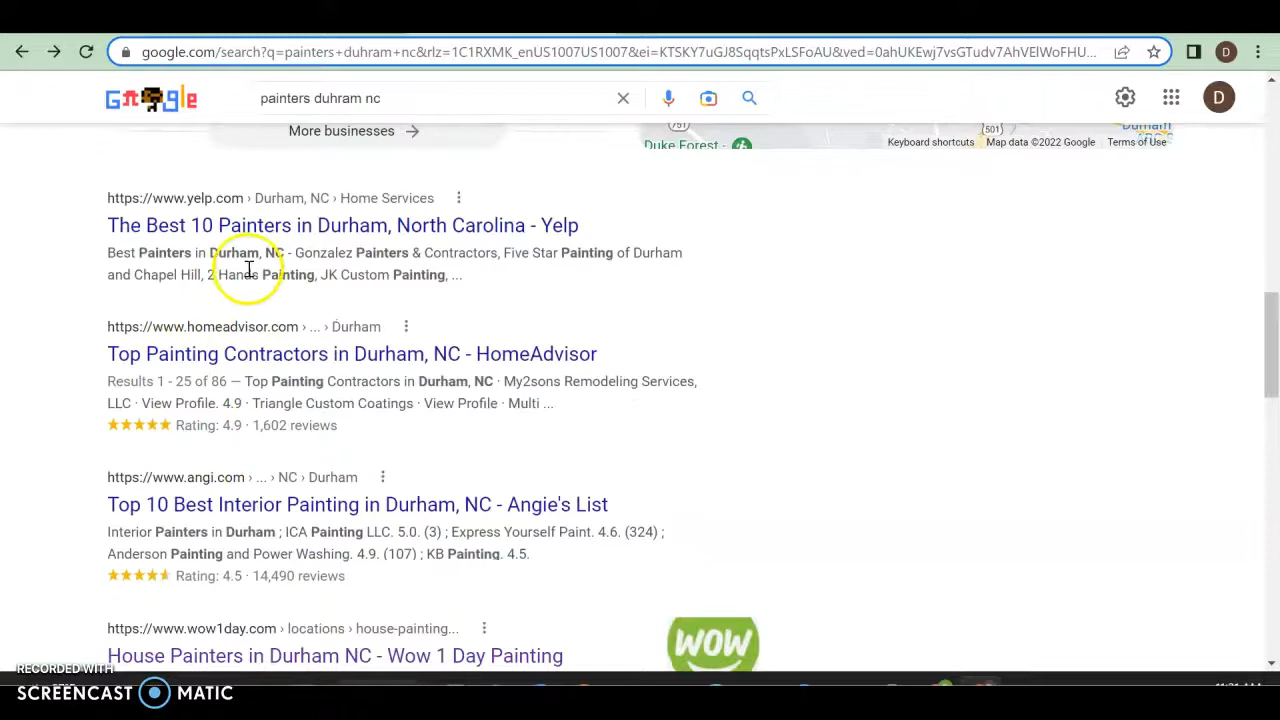 google.com/search?q=painters+duhram+nc&rlz=1C1RXMK_enUS1007US1007&ei=KTSKY7uGJ8SqqtsPxLSFoAU&ved=0ahUKEwj7vsGTudv7AhVElWoFHU...
D
Google
painters duhram nc
D
More businesses →
751
501
Durham
Duke Forest
Keyboard shortcuts Map data ©2022 Google Terms of Use
https://www.yelp.com › Durham, NC › Home Services
The Best 10 Painters in Durham, North Carolina - Yelp
Best Painters in Durham, NC - Gonzalez Painters & Contractors, Five Star Painting of Durham
and Chapel Hill, 2 Hands Painting, JK Custom Painting, ...
https://www.homeadvisor.com › ... › Durham
Top Painting Contractors in Durham, NC - HomeAdvisor
Results 1 - 25 of 86 — Top Painting Contractors in Durham, NC · My2sons Remodeling Services,
LLC · View Profile. 4.9 · Triangle Custom Coatings · View Profile · Multi ...
Rating: 4.9 · 1,602 reviews
https://www.angi.com › ... › NC › Durham
Top 10 Best Interior Painting in Durham, NC - Angie's List
Interior Painters in Durham ; ICA Painting LLC. 5.0. (3) ; Express Yourself Paint. 4.6. (324) ;
Anderson Painting and Power Washing. 4.9. (107) ; KB Painting. 4.5.
Rating: 4.5 · 14,490 reviews
https://www.wow1day.com › locations › house-painting...
House Painters in Durham NC - Wow 1 Day Painting
WOW
RECORDED WITH
SCREENCAST MATIC